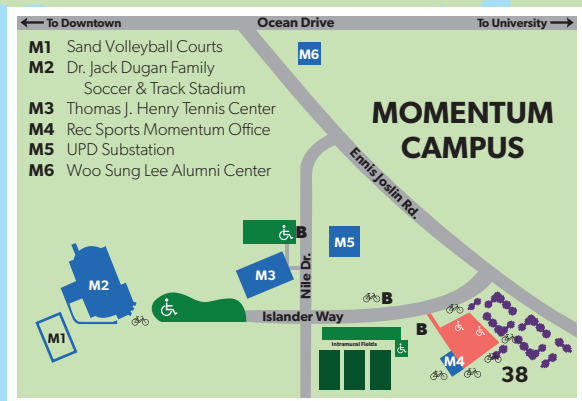 To Downtown
Ocean Drive
To University
M1 Sand Volleyball Courts
M2 Dr. Jack Dugan Family
Soccer & Track Stadium
M3 Thomas J. Henry Tennis Center
M4 Rec Sports Momentum Office
M5 UPD Substation
M6 Woo Sung Lee Alumni Center
M6
MOMENTUM
CAMPUS
Ennis Joslin Rd.
B
M5
Nile Dr.
M3
M2
B
Islander Way
B
M1
Intramural Fields
M4
38